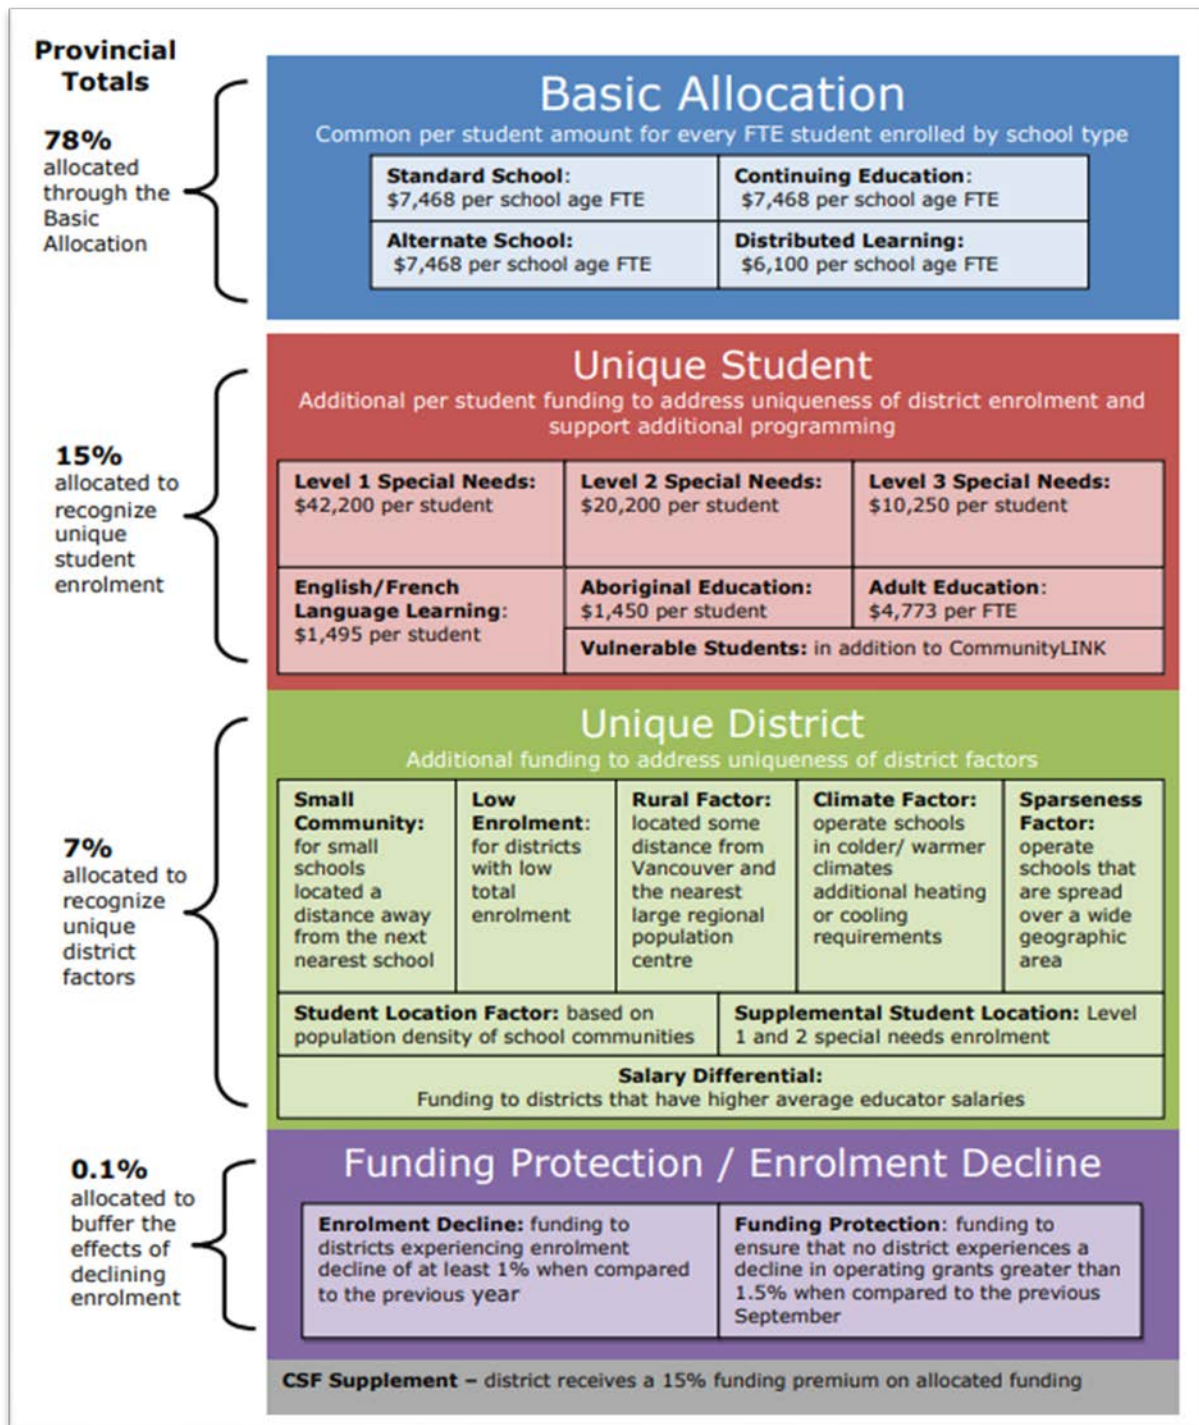 Provincial
Totals
78%
allocated
through the
Basic
Allocation
Basic Allocation
Common per student amount for every FTE student enrolled by school type
Standard School:
$7,468 per school age FTE
Continuing Education:
$7,468 per school age FTE
Alternate School:
$7,468 per school age FTE
Distributed Learning:
$6,100 per school age FTE
15%
allocated to
recognize
unique
student
enrolment
Unique Student
Additional per student funding to address uniqueness of district enrolment and
support additional programming
Level 1 Special Needs:
$42,200 per student
Level 2 Special Needs:
$20,200 per student
Level 3 Special Needs:
$10,250 per student
English/French
Language Learning:
$1,495 per student
Aboriginal Education:
$1,450 per student
Adult Education:
$4,773 per FTE
Vulnerable Students: in addition to CommunityLINK
7%
allocated to
recognize
unique
district
factors
Unique District
Additional funding to address uniqueness of district factors
Small
Community:
for small
schools
located a
distance away
from the next
nearest school
Low
Enrolment:
for districts
with low
total
enrolment
Rural Factor:
located some
distance from
Vancouver and
the nearest
large regional
population
centre
Climate Factor:
operate schools
in colder/ warmer
climates
additional heating
or cooling
requirements
Sparseness
Factor:
operate
schools that
are spread
over a wide
geographic
area
Student Location Factor: based on
population density of school communities
Supplemental Student Location: Level
1 and 2 special needs enrolment
Salary Differential:
Funding to districts that have higher average educator salaries
0.1%
allocated to
buffer the
effects of
declining
enrolment
Funding Protection / Enrolment Decline
Enrolment Decline: funding to
districts experiencing enrolment
decline of at least 1% when compared
to the previous year
Funding Protection: funding to
ensure that no district experiences a
decline in operating grants greater than
1.5% when compared to the previous
September
CSF Supplement – district receives a 15% funding premium on allocated funding